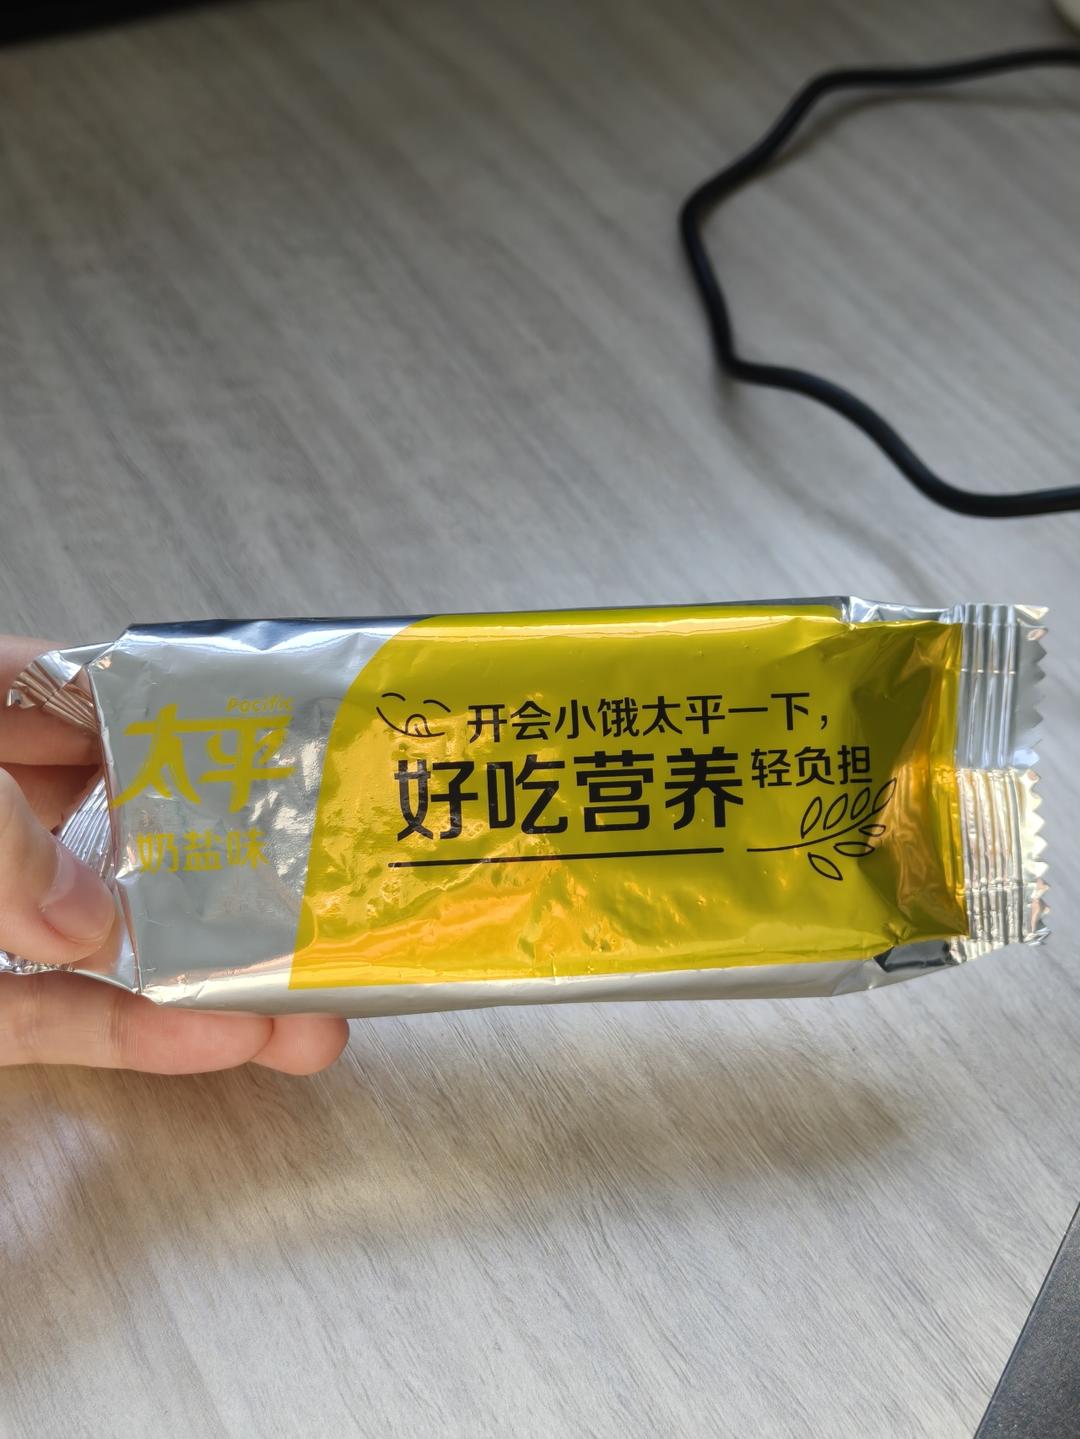 Pacific
太平
奶盐味
开会小饿太平一下，
好吃营养轻负担